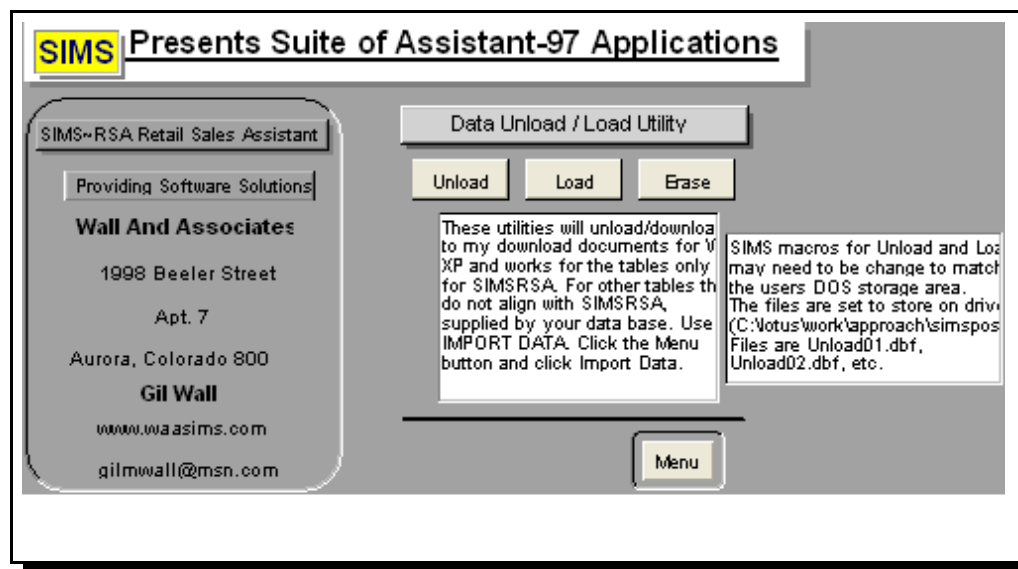 SIMS Presents Suite of Assistant-97 Applications
SIMS~RSA Retail Sales Assistant
Providing Software Solutions
Wall And Associates
1998 Beeler Street
Apt. 7
Aurora, Colorado 800
Gil Wall
www.waasims.com
gilmwall@msn.com
Data Unload / Load Utility
Unload Load Erase
These utilities will unload/downloa
to my download documents for V
XP and works for the tables only
for SIMSRSA. For other tables th
do not align with SIMSRSA,
supplied by your data base. Use
IMPORT DATA. Click the Menu
button and click Import Data.
SIMS macros for Unload and Loa
may need to be change to match
the users DOS storage area.
The files are set to store on drive
(C:\lotus\work\approach\simspos
Files are Unload01.dbf,
Unload02.dbf, etc.
Menu